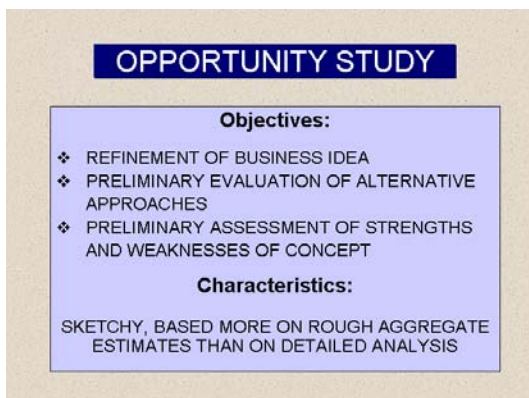 OPPORTUNITY STUDY
Objectives:
❖ REFINEMENT OF BUSINESS IDEA
❖ PRELIMINARY EVALUATION OF ALTERNATIVE
APPROACHES
❖ PRELIMINARY ASSESSMENT OF STRENGTHS
AND WEAKNESSES OF CONCEPT
Characteristics:
SKETCHY, BASED MORE ON ROUGH AGGREGATE
ESTIMATES THAN ON DETAILED ANALYSIS